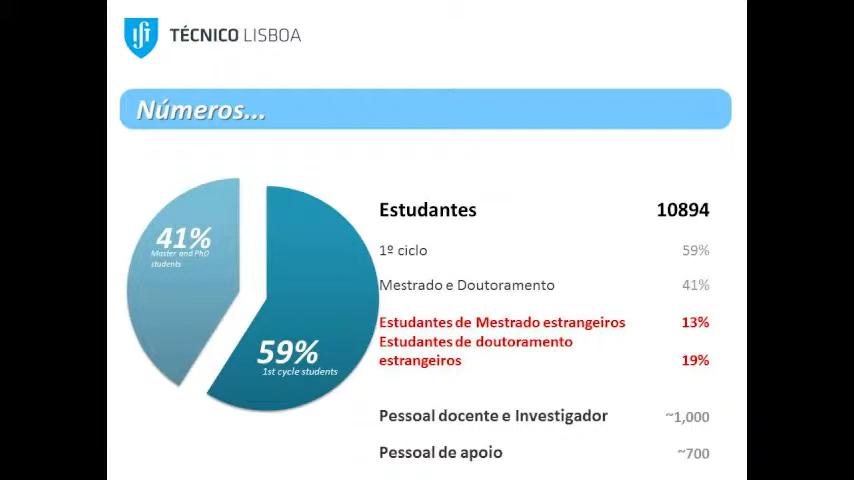 TÉCNICO LISBOA
Números...
41%
Master and PhD
students
59%
1st cycle students
Estudantes 10894
1º ciclo 59%
Mestrado e Doutoramento 41%
Estudantes de Mestrado estrangeiros 13%
Estudantes de doutoramento
estrangeiros 19%
Pessoal docente e Investigador ~1,000
Pessoal de apoio ~700